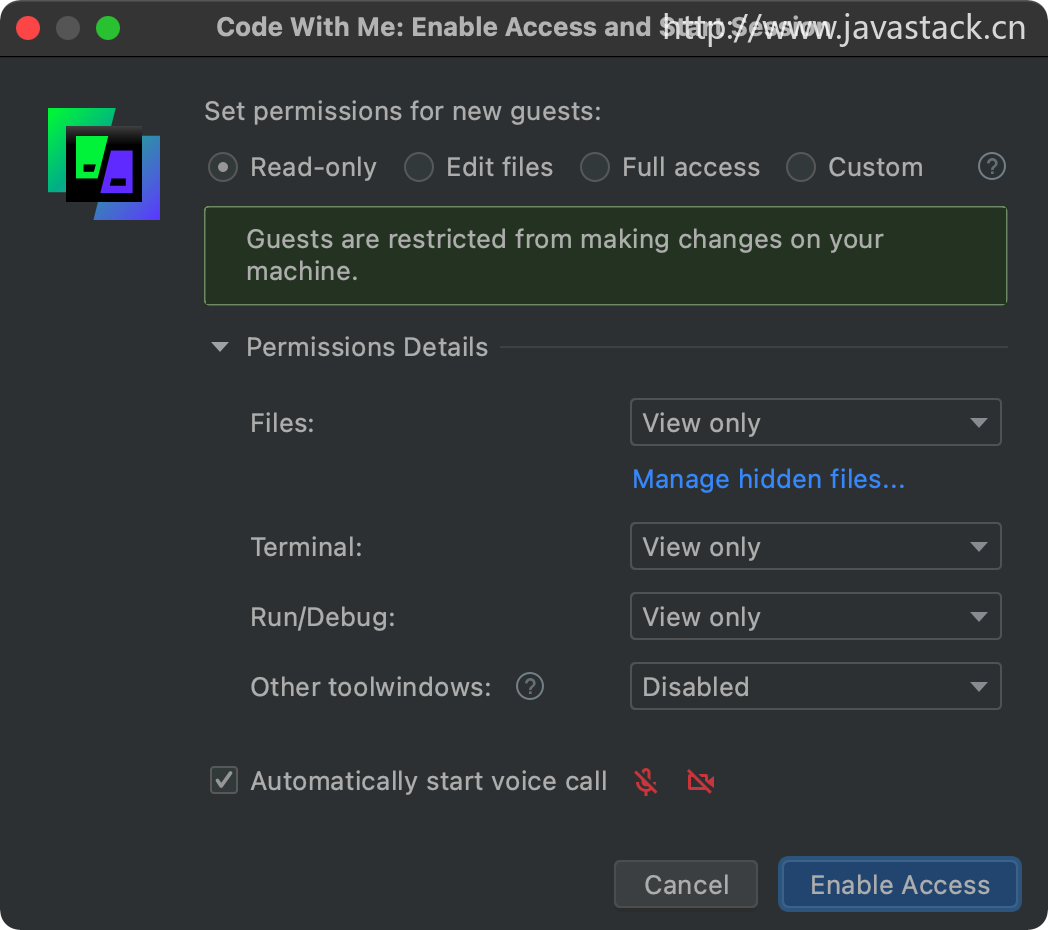 Code With Me: Enable Access and Start Session
http://www.javastack.cn
Set permissions for new guests:
Read-only Edit files Full access Custom ?
Guests are restricted from making changes on your
machine.
Permissions Details
Files: View only
Manage hidden files...
Terminal: View only
Run/Debug: View only
Other toolwindows: ? Disabled
Automatically start voice call
Cancel Enable Access